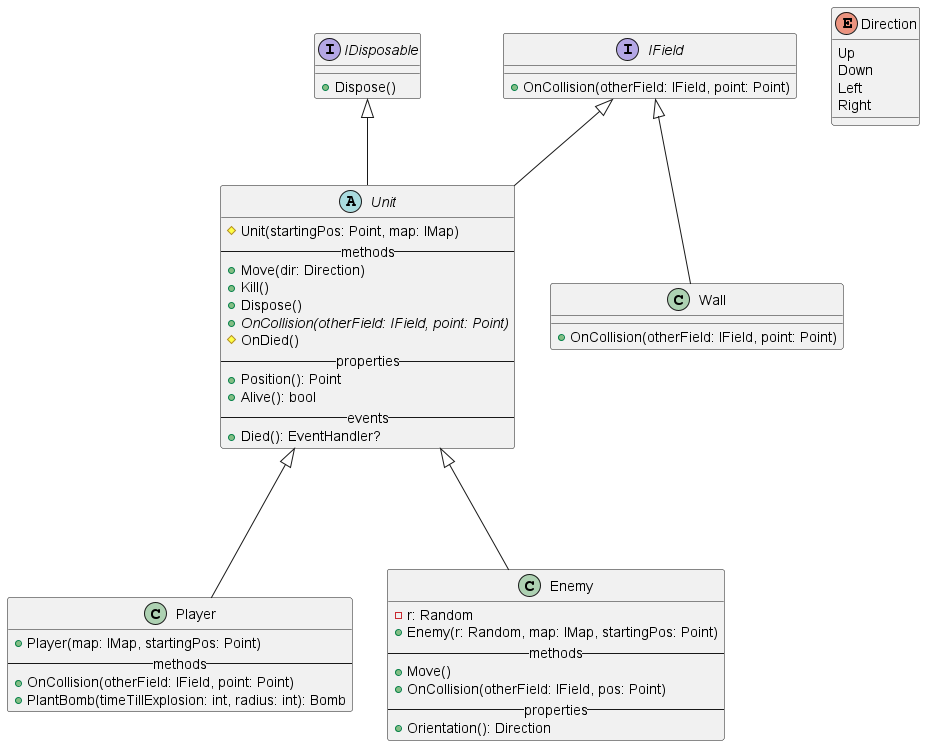 I IDisposable
+ Dispose()
I IField
OnCollision(otherField: IField, point: Point)
E Direction
Up
Down
Left
Right
A Unit
Unit(startingPos: Point, map: IMap)
methods
Move(dir: Direction)
Kill()
Dispose()
OnCollision(otherField: IField, point: Point)
OnDied()
properties
Position(): Point
Alive(): bool
events
Died(): EventHandler?
C Wall
OnCollision(otherField: IField, point: Point)
C Player
Player(map: IMap, startingPos: Point)
methods
OnCollision(otherField: IField, point: Point)
PlantBomb(timeTillExplosion: int, radius: int): Bomb
C Enemy
r: Random
Enemy(r: Random, map: IMap, startingPos: Point)
methods
Move()
OnCollision(otherField: IField, pos: Point)
properties
Orientation(): Direction